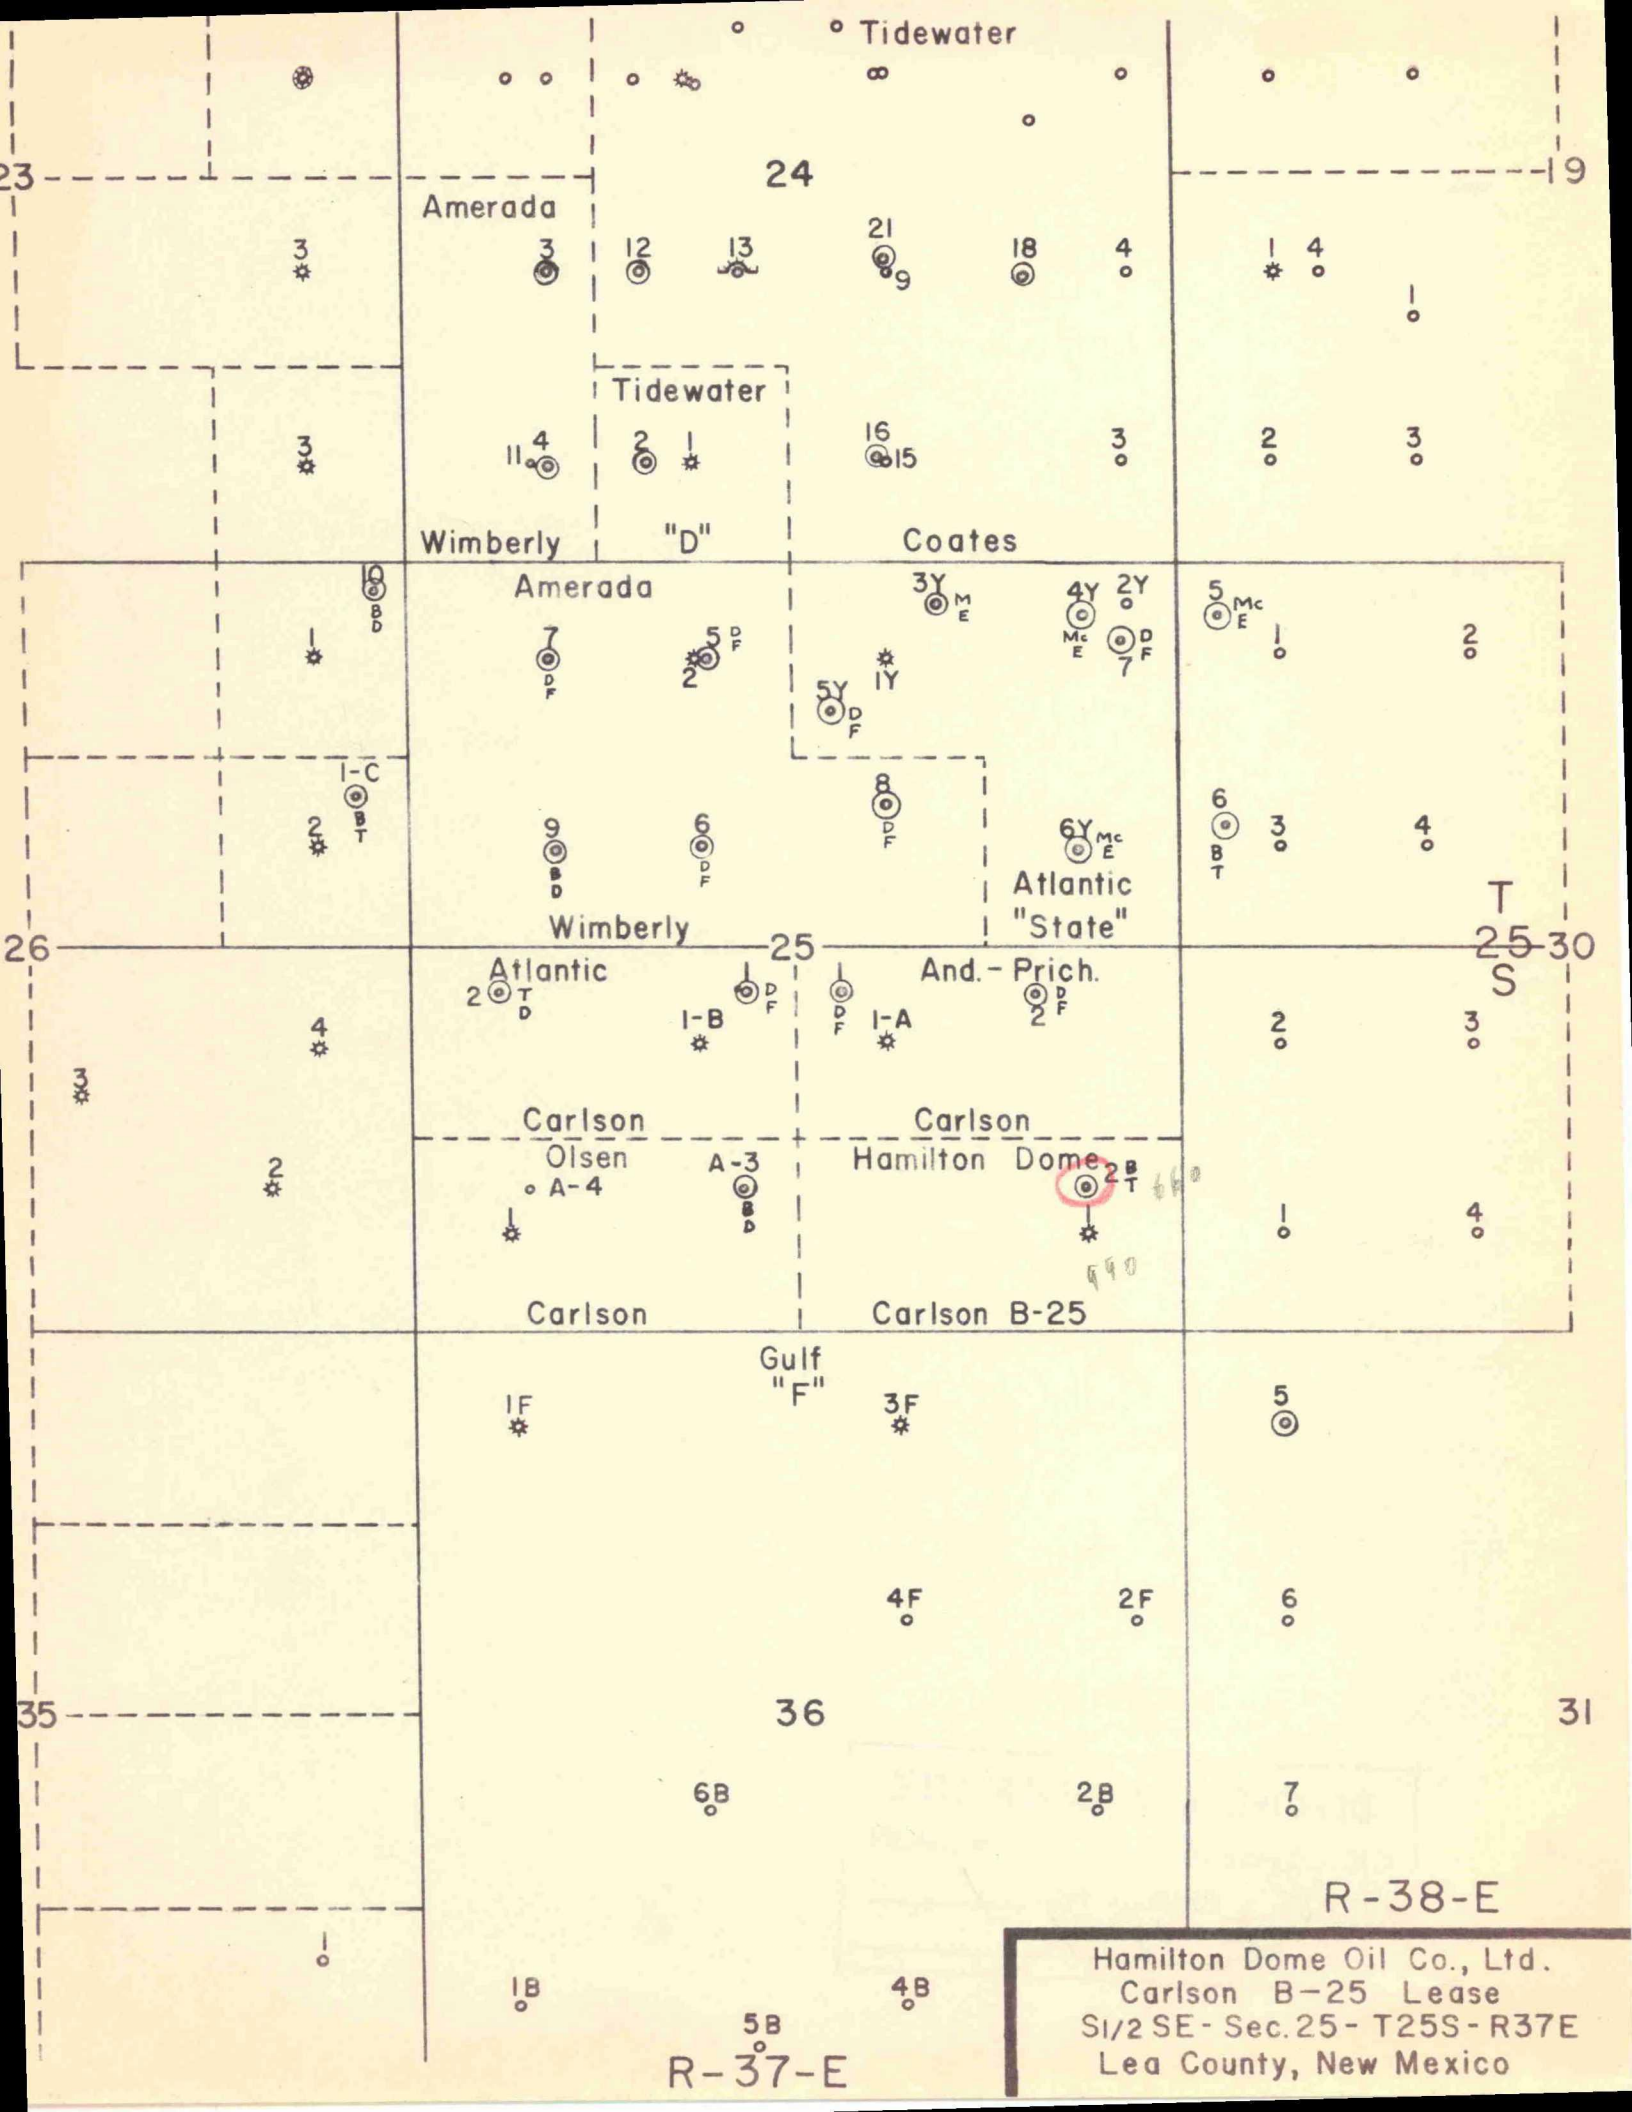 Tidewater
23
24
19
Amerada
3
3
12
13
21
9
18
4
1
4
1
Tidewater
3
11
4
2
1
16
15
3
2
3
Wimberly
"D"
Coates
10
B
D
Amerada
3Y
M
E
4Y
Mc
E
2Y
5
Mc
E
1
7
D
F
5
D
F
2
1Y
7
D
F
1
2
5Y
D
F
1-C
B
T
8
D
F
2
9
B
D
6
D
F
6Y
Mc
E
6
B
T
3
4
Atlantic
"State"
T
25
S
Wimberly
26
25
30
Atlantic
And.- Prich.
2
T
D
1
D
F
1
D
F
2
D
F
1-B
1-A
4
2
3
3
Carlson
Carlson
Olsen
A-3
B
D
Hamilton Dome
2
B
T
660
2
A-4
1
1
1
4
990
Carlson
Carlson B-25
Gulf
"F"
1F
3F
5
4F
2F
6
35
36
31
6B
2B
7
R-38-E
1
1B
4B
5B
R-37-E
Hamilton Dome Oil Co., Ltd.
Carlson B-25 Lease
S1/2 SE - Sec. 25 - T25S - R37E
Lea County, New Mexico